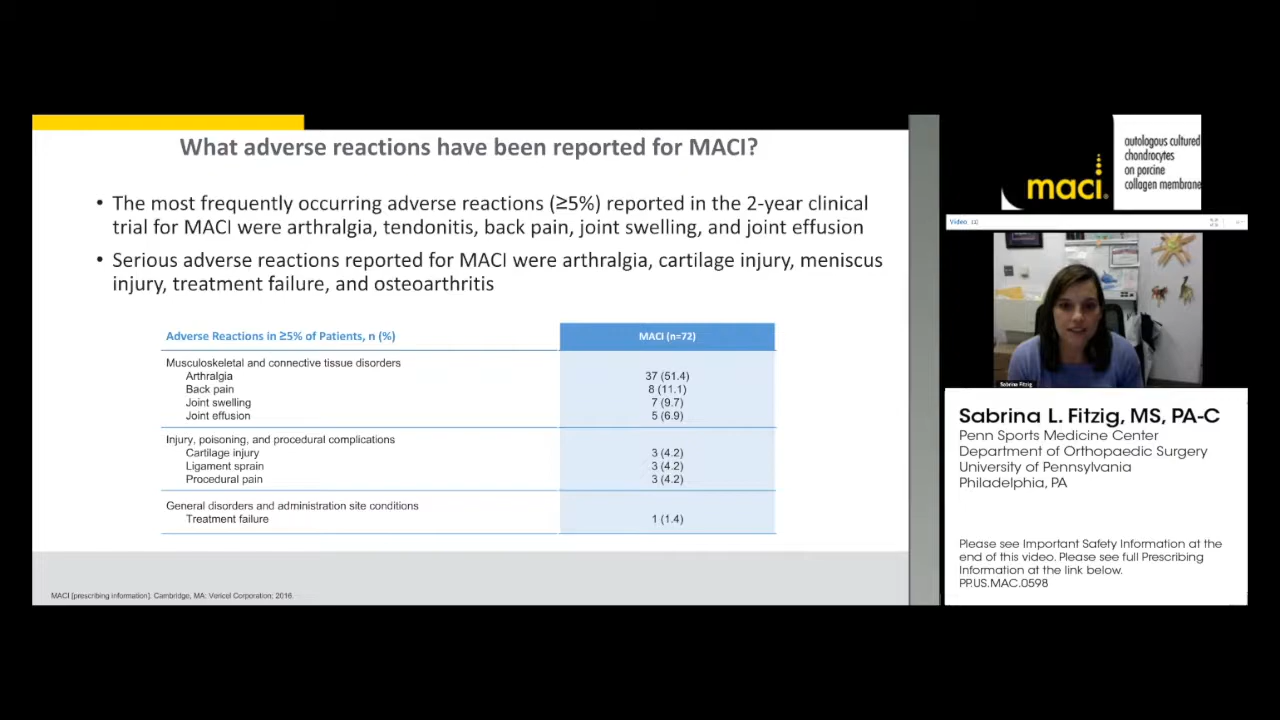 What adverse reactions have been reported for MACI?
• The most frequently occurring adverse reactions (≥5%) reported in the 2-year clinical
trial for MACI were arthralgia, tendonitis, back pain, joint swelling, and joint effusion
• Serious adverse reactions reported for MACI were arthralgia, cartilage injury, meniscus
injury, treatment failure, and osteoarthritis
Adverse Reactions in ≥5% of Patients, n (%) MACI (n=72)
Musculoskeletal and connective tissue disorders
Arthralgia 37 (51.4)
Back pain 8 (11.1)
Joint swelling 7 (9.7)
Joint effusion 5 (6.9)
Injury, poisoning, and procedural complications
Cartilage injury 3 (4.2)
Ligament sprain 3 (4.2)
Procedural pain 3 (4.2)
General disorders and administration site conditions
Treatment failure 1 (1.4)
MACI [prescribing information]. Cambridge, MA: Vericel Corporation; 2016.
maci®
autologous cultured
chondrocytes
on porcine
collagen membrane
Video
Sabrina Fitzig
Sabrina L. Fitzig, MS, PA-C
Penn Sports Medicine Center
Department of Orthopaedic Surgery
University of Pennsylvania
Philadelphia, PA
Please see Important Safety Information at the
end of this video. Please see full Prescribing
Information at the link below.
PP.US.MAC.0598